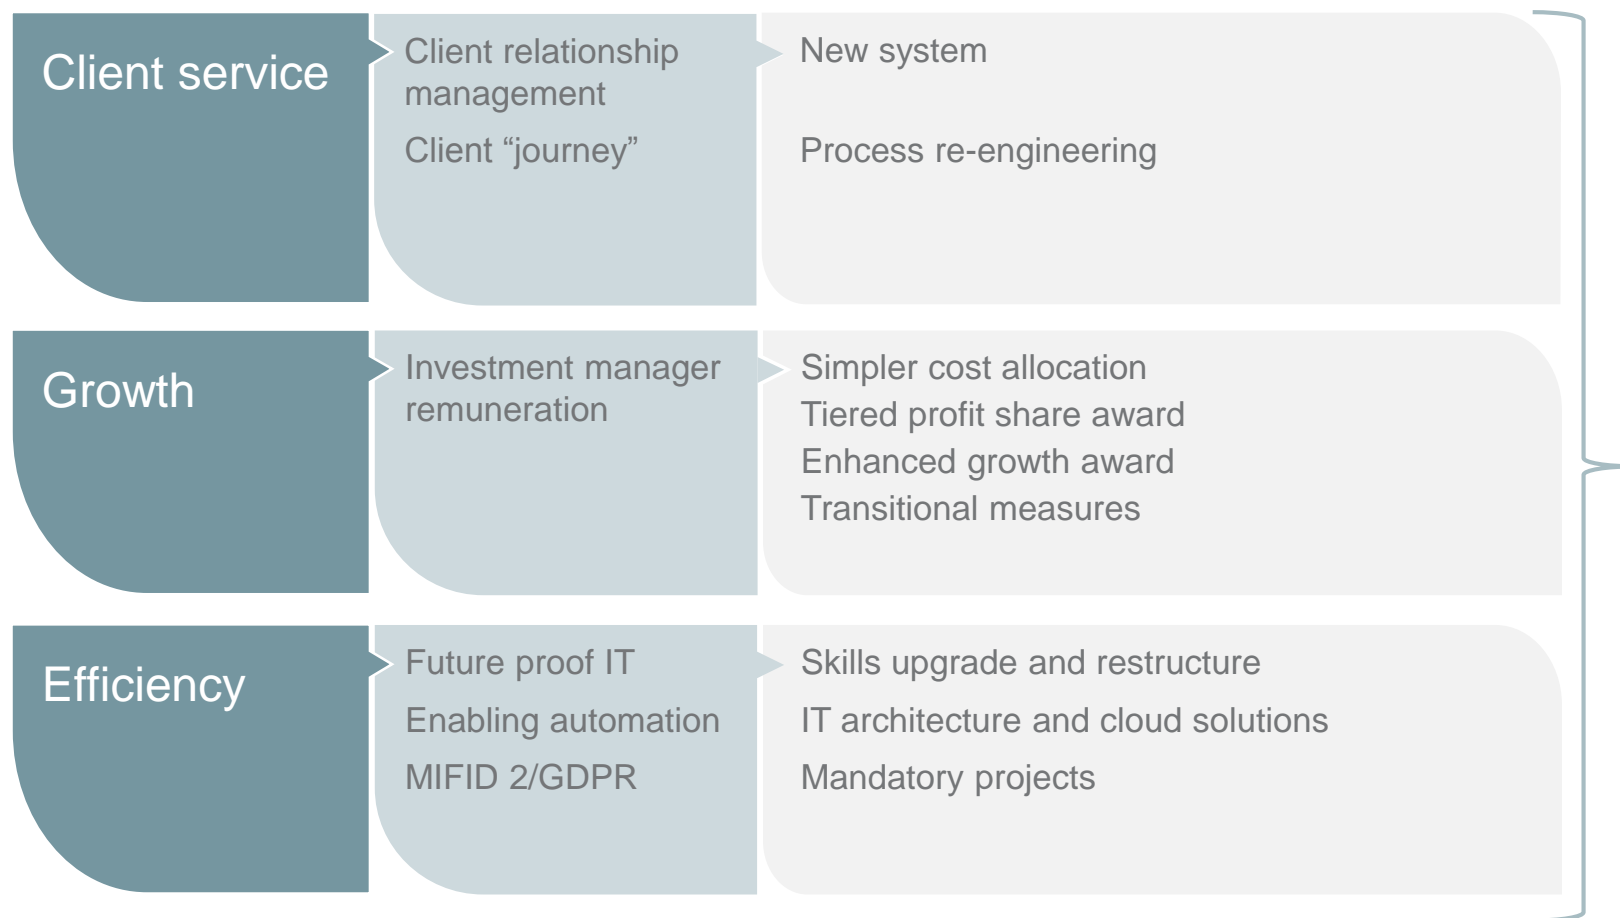 Client service
Client relationship
management
Client “journey”
New system
Process re-engineering
Growth
Investment manager
remuneration
Simpler cost allocation
Tiered profit share award
Enhanced growth award
Transitional measures
Efficiency
Future proof IT
Enabling automation
MIFID 2/GDPR
Skills upgrade and restructure
IT architecture and cloud solutions
Mandatory projects